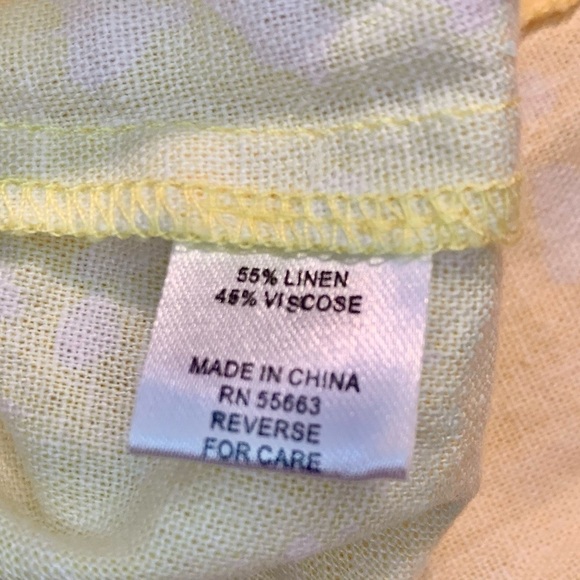 55% LINEN
45% VISCOSE
MADE IN CHINA
RN 55663
REVERSE
FOR CARE